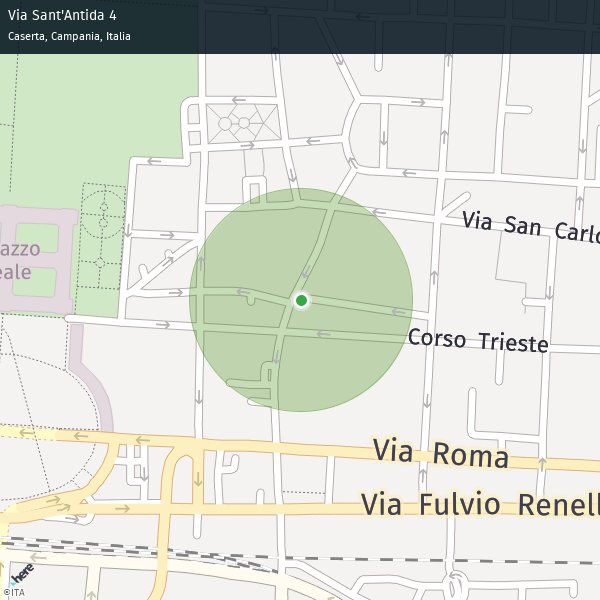 Via Sant'Antida 4
Caserta, Campania, Italia
Via San Carlo
azzo
eale
Corso Trieste
Via Roma
Via Fulvio Renell
here
©ITA